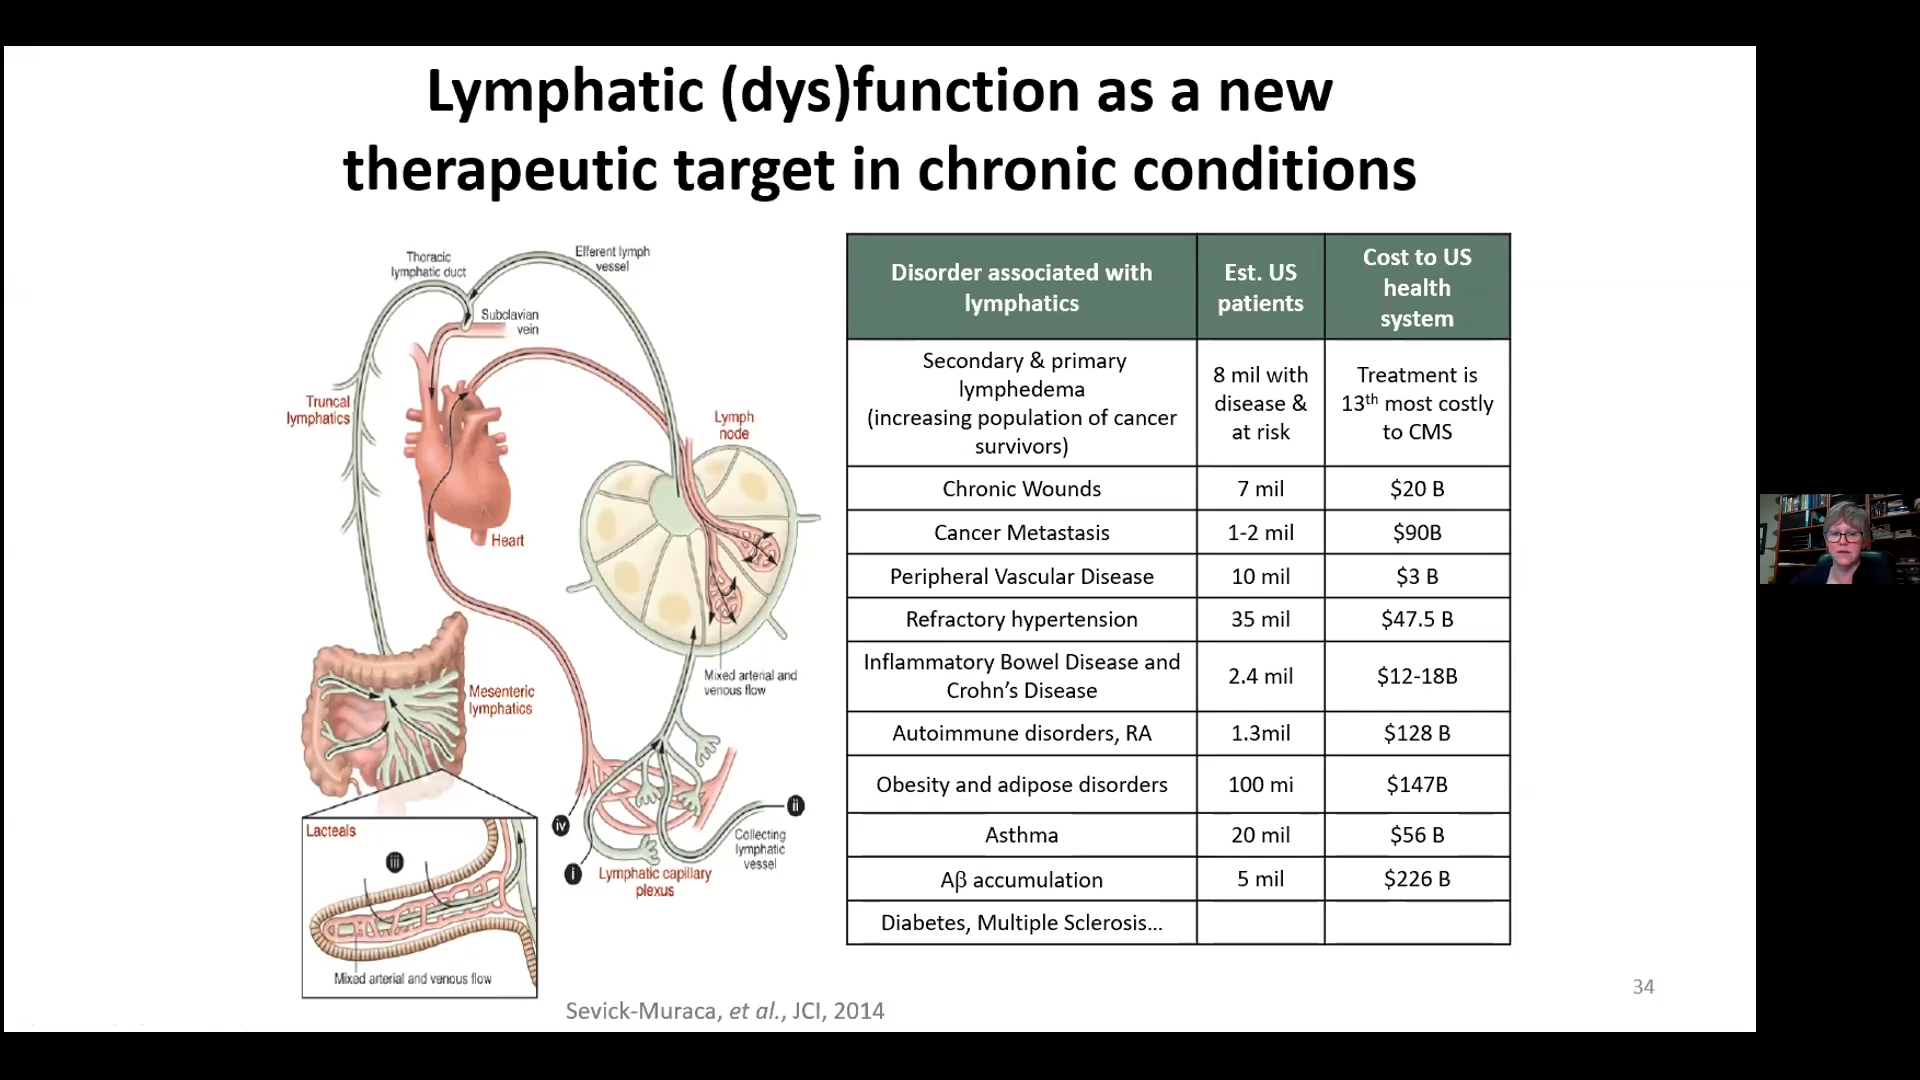 Lymphatic (dys)function as a new
therapeutic target in chronic conditions
Thoracic
lymphatic duct
Efferent lymph
vessel
Subclavian
vein
Truncal
lymphatics
Lymph
node
Heart
Mixed arterial and
venous flow
Mesenteric
lymphatics
ii
iv
Collecting
lymphatic
vessel
i
Lymphatic capillary
plexus
Lacteals
iii
Mixed arterial and venous flow
Disorder associated with
lymphatics
Est. US
patients
Cost to US
health
system
Secondary & primary
lymphedema
(increasing population of cancer
survivors)
8 mil with
disease &
at risk
Treatment is
13th most costly
to CMS
Chronic Wounds
7 mil
$20 B
Cancer Metastasis
1-2 mil
$90B
Peripheral Vascular Disease
10 mil
$3 B
Refractory hypertension
35 mil
$47.5 B
Inflammatory Bowel Disease and
Crohn’s Disease
2.4 mil
$12-18B
Autoimmune disorders, RA
1.3mil
$128 B
Obesity and adipose disorders
100 mi
$147B
Asthma
20 mil
$56 B
Aβ accumulation
5 mil
$226 B
Diabetes, Multiple Sclerosis…
Sevick-Muraca, et al., JCI, 2014
34